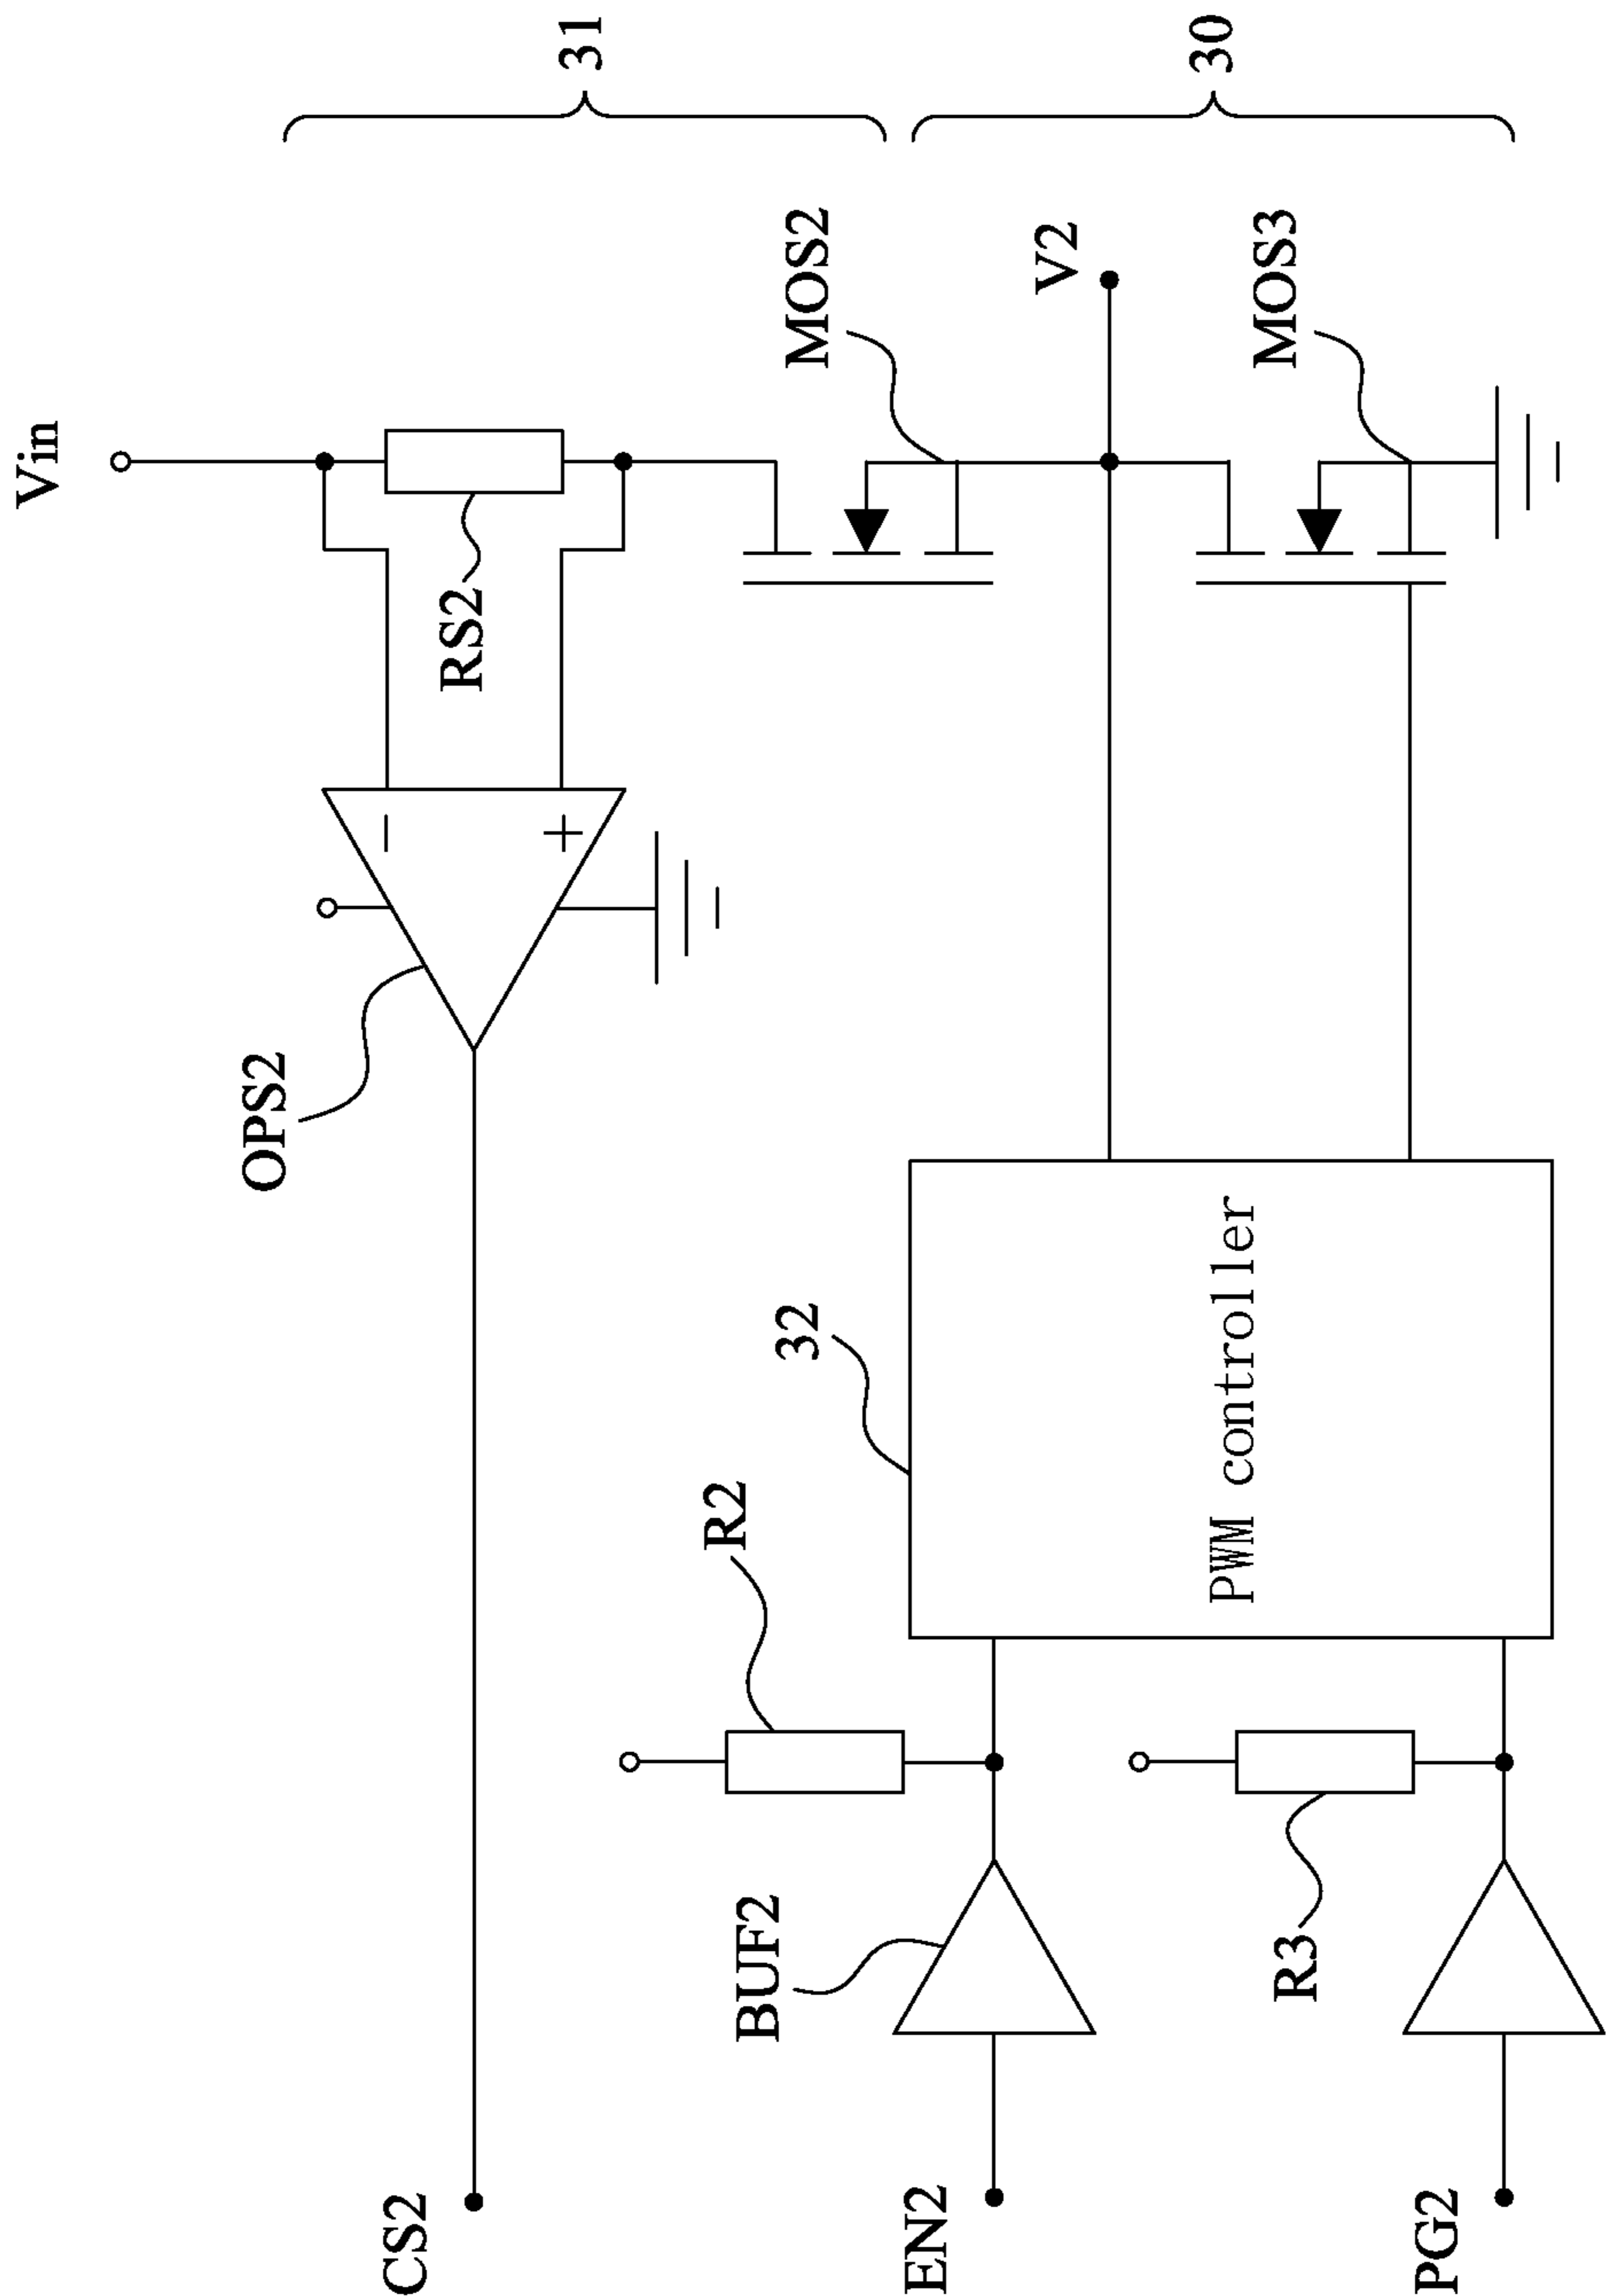 Vin
31
RS2
OPS2
CS2
MOS2
V2
MOS3
30
32
PWM controller
R2
BUF2
EN2
R3
PG2
−
+